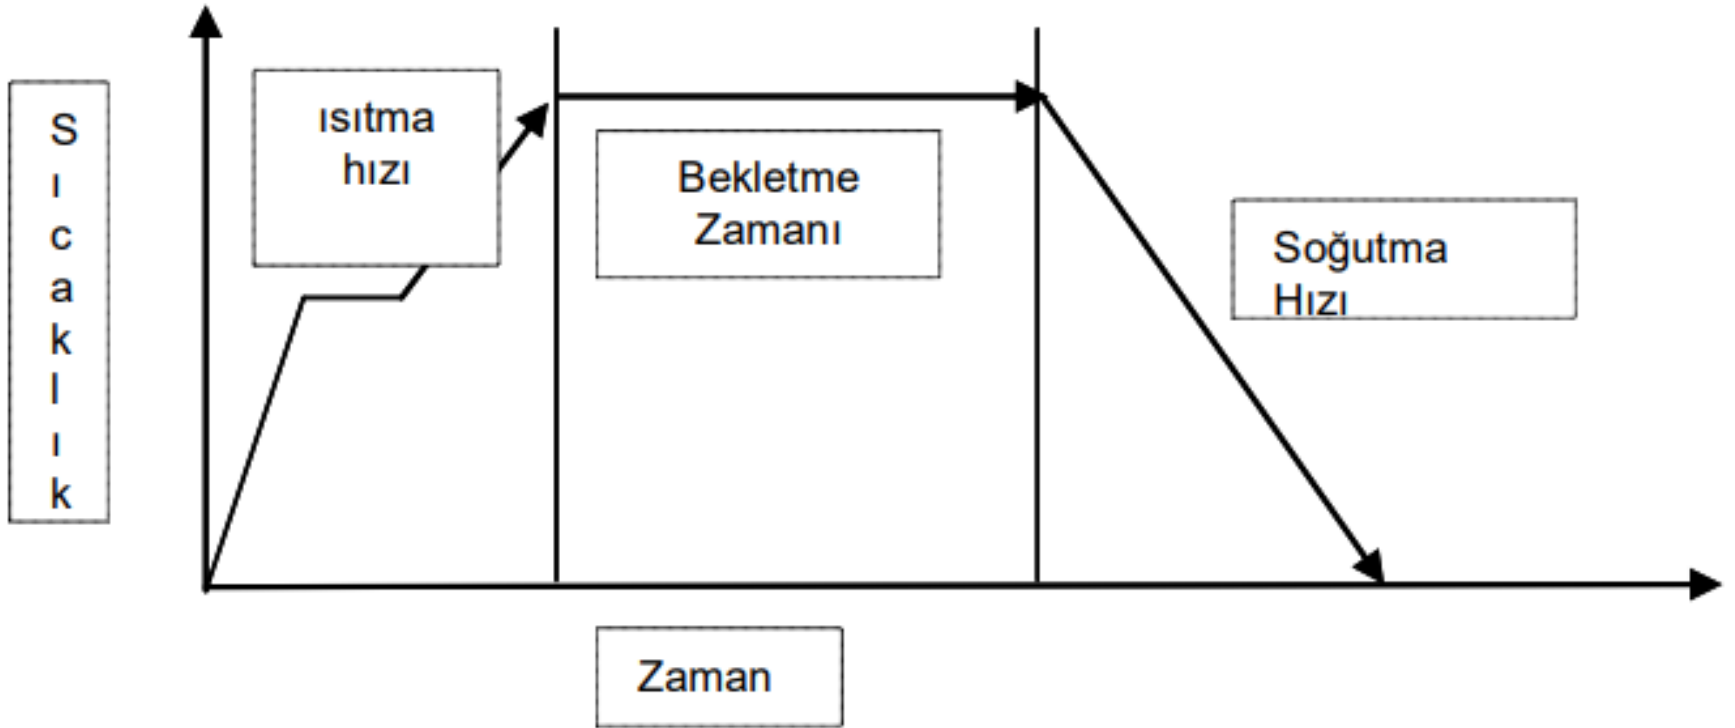 Sıcaklık
ısıtma
hızı
Bekletme
Zamanı
Soğutma
Hızı
Zaman